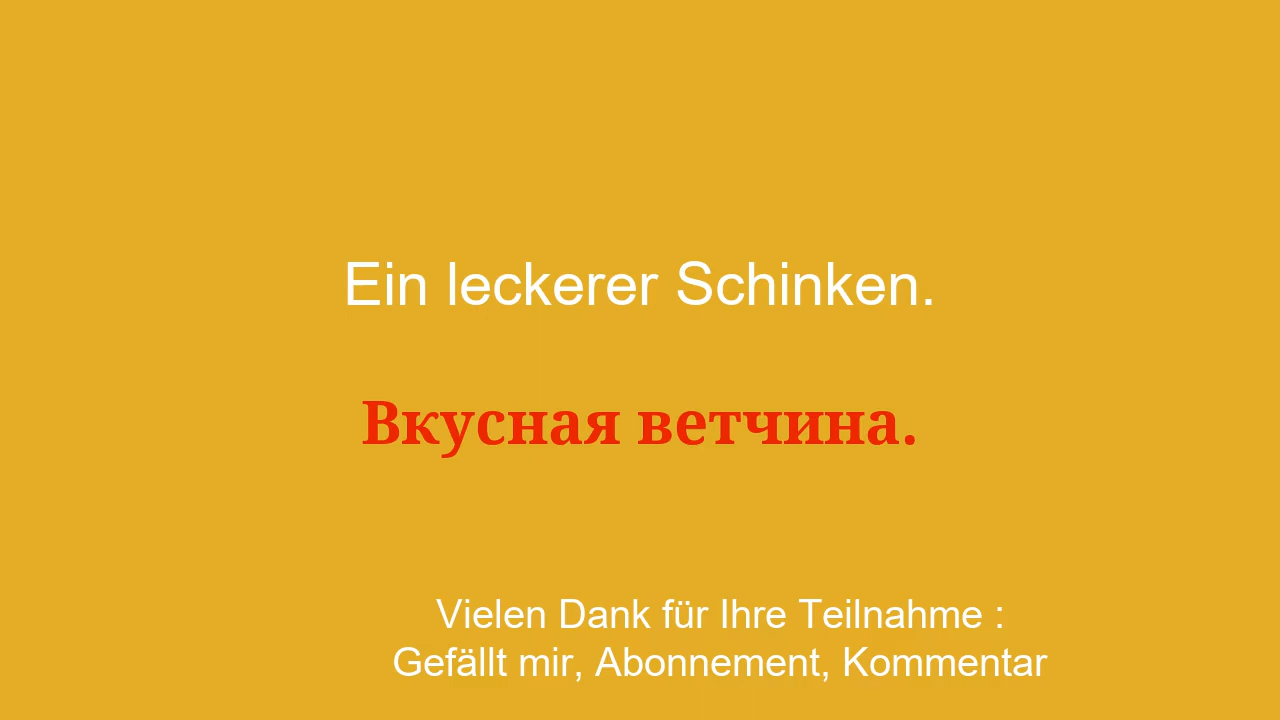 Ein leckerer Schinken.
Вкусная ветчина.
Vielen Dank für Ihre Teilnahme :
Gefällt mir, Abonnement, Kommentar